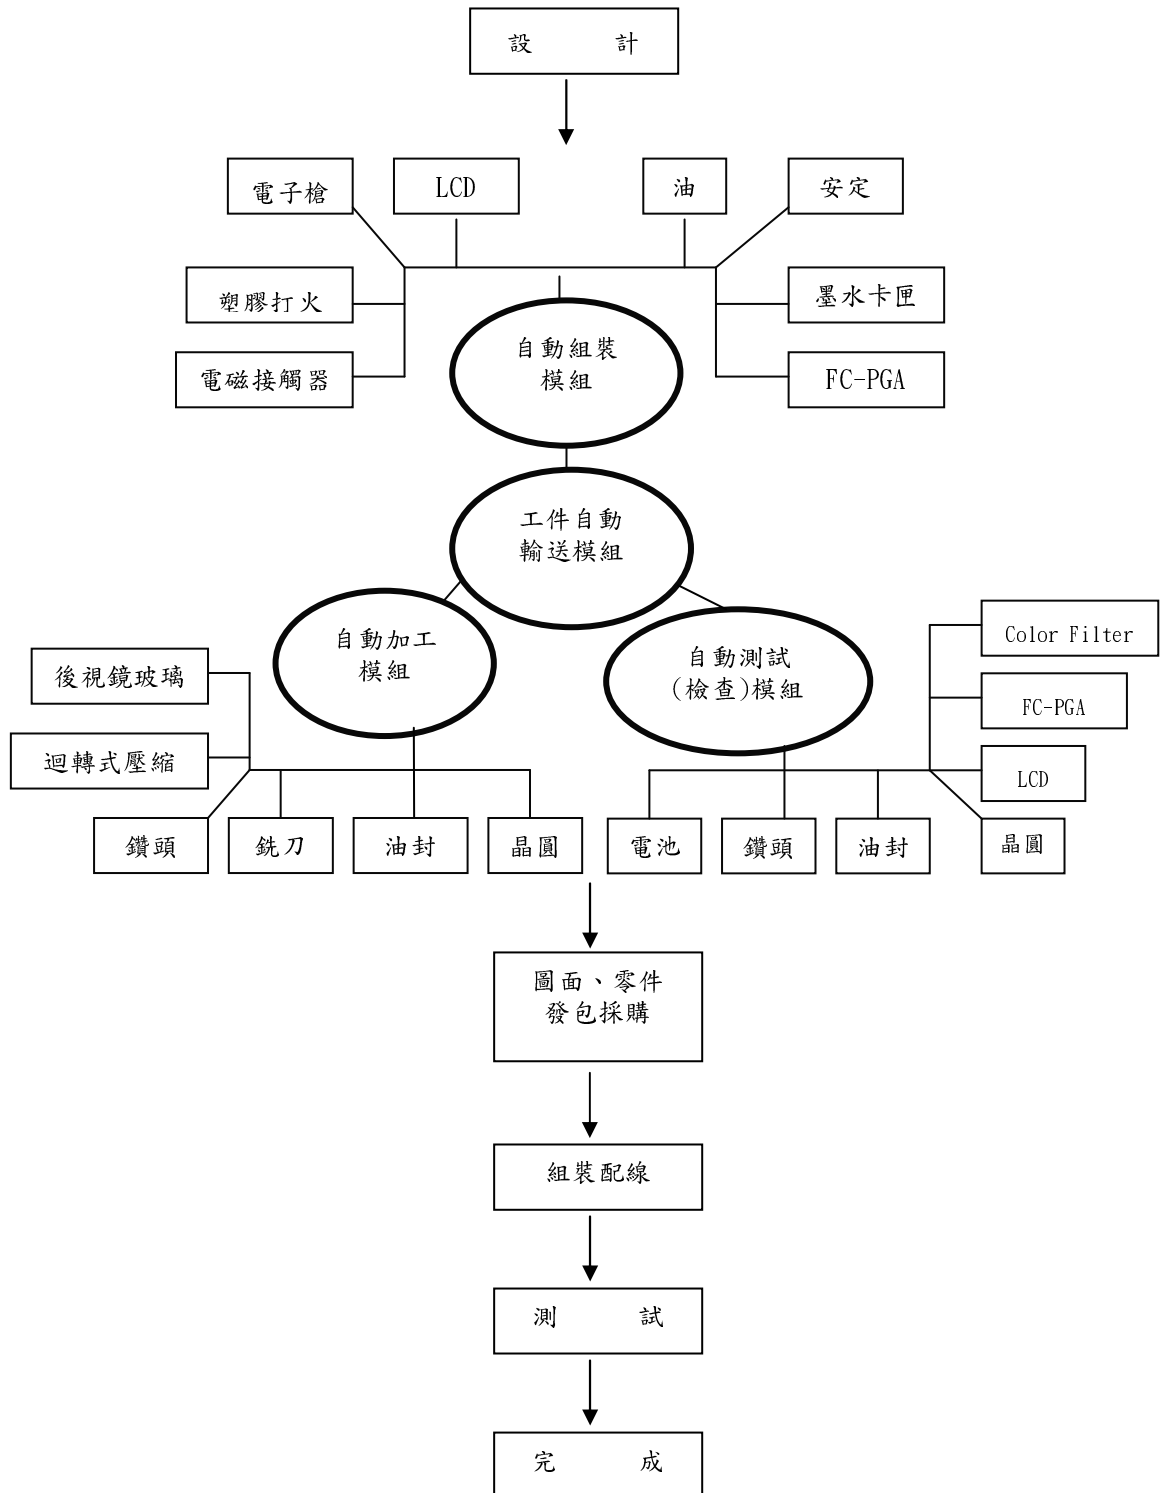 設 計
電子槍
LCD
油
安定
塑膠打火
墨水卡匣
電磁接觸器
FC-PGA
自動組裝
模組
工件自動
輸送模組
自動加工
模組
自動測試
(檢查)模組
後視鏡玻璃
迴轉式壓縮
鑽頭
銑刀
油封
晶圓
Color Filter
FC-PGA
LCD
電池
鑽頭
油封
晶圓
圖面、零件
發包採購
組裝配線
測 試
完 成